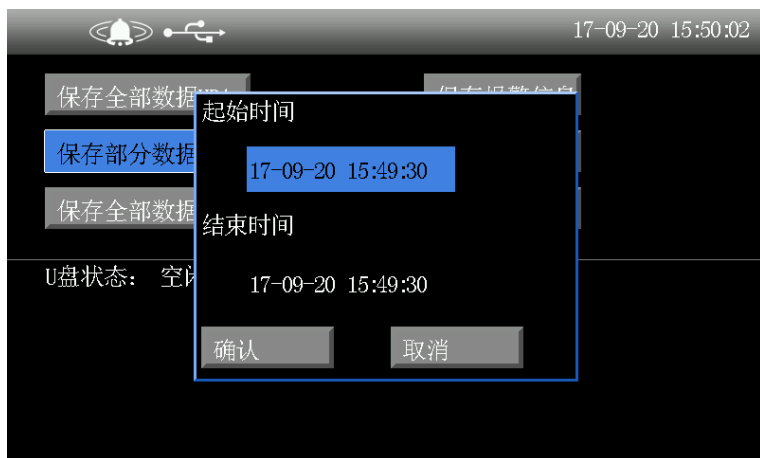 17-09-20 15:50:02
保存全部数据
起始时间
保存部分数据
17-09-20 15:49:30
保存全部数据
结束时间
U盘状态： 空闲
17-09-20 15:49:30
确认
取消